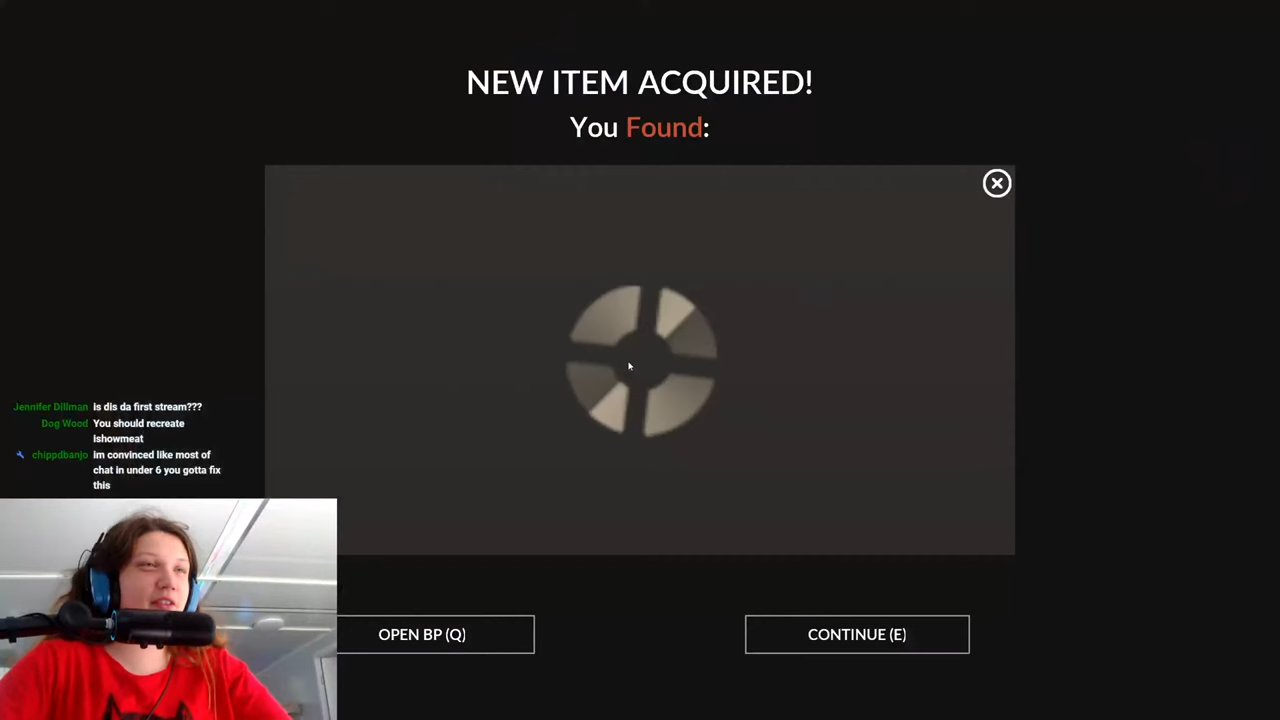 NEW ITEM ACQUIRED!
You Found:
Jennifer Dillman is dis da first stream???
Dog Wood You should recreate
ishowmeat
chippdbanjo im convinced like most of
chat in under 6 you gotta fix
this
OPEN BP (Q)
CONTINUE (E)